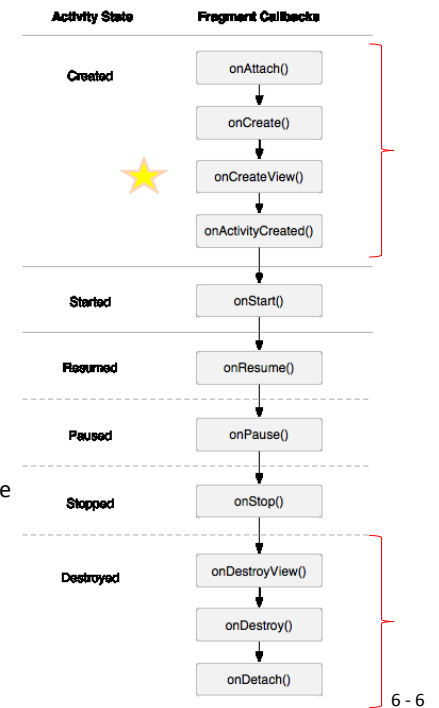 Activity State Fragment Callbacks
Created
onAttach()
onCreate()
onCreateView()
onActivityCreated()
Started onStart()
Resumed onResume()
Paused onPause()
e
Stopped onStop()
Destroyed
onDestroyView()
onDestroy()
onDetach()
6 - 6